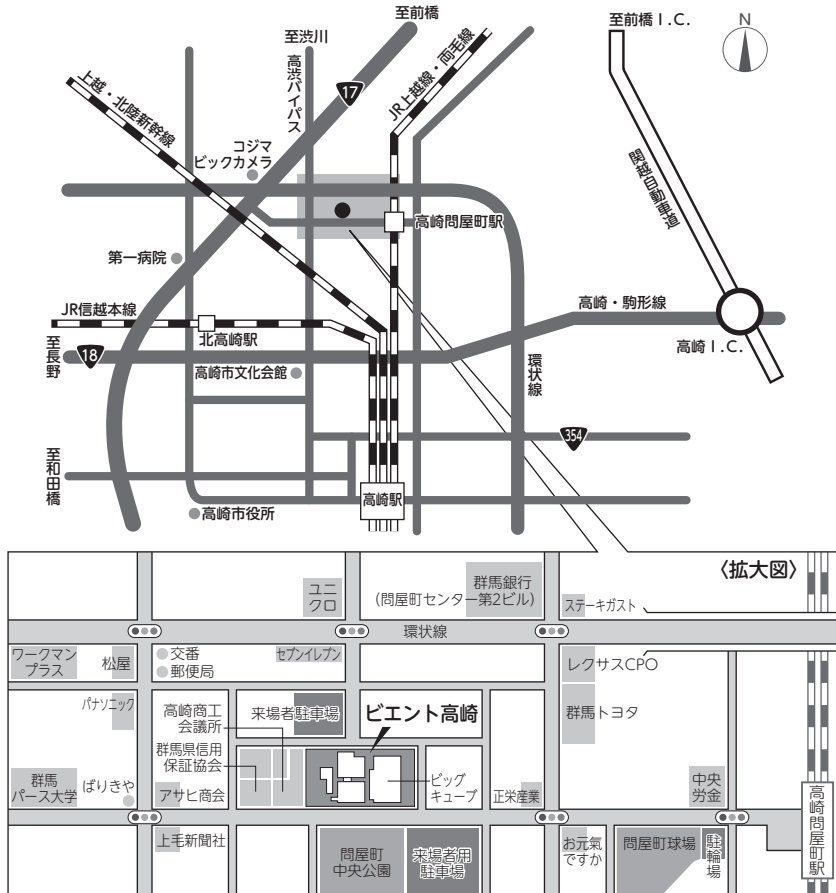 至前橋
至渋川
至前橋 I.C.
N
高渋バイパス
17
JR上越線・両毛線
上越・北陸新幹線
コジマ
ビックカメラ
関越自動車道
高崎問屋町駅
第一病院
高崎・駒形線
JR信越本線
北高崎駅
高崎 I.C.
至長野
18
高崎市文化会館
環状線
354
至和田橋
高崎駅
高崎市役所
〈拡大図〉
ユニ
クロ
群馬銀行
(問屋町センター第2ビル)
ステーキガスト
環状線
ワークマン
プラス
松屋
交番
郵便局
セブンイレブン
レクサスCPO
パナソニック
高崎商工
会議所
来場者駐車場
ビエント高崎
群馬トヨタ
群馬県信用
保証協会
群馬
パース大学
ばりきや
アサヒ商会
ビッグ
キューブ
正栄産業
中央
労金
高崎問屋町駅
上毛新聞社
問屋町
中央公園
来場者用
駐車場
お元氣
ですか
問屋町球場
駐輪場